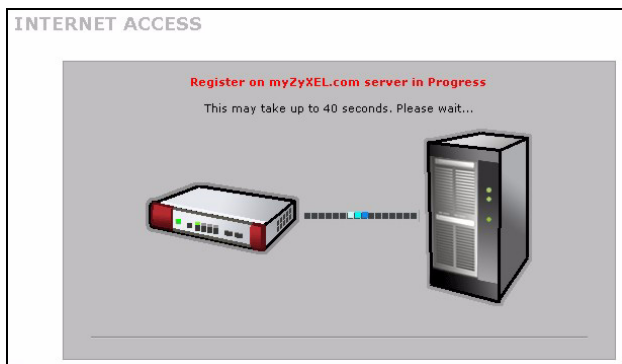 INTERNET ACCESS
Register on myZyXEL.com server in Progress
This may take up to 40 seconds. Please wait...